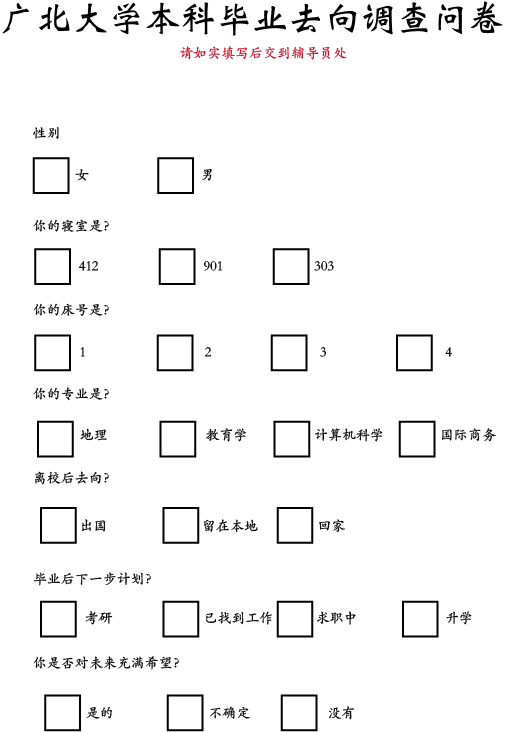 广北大学本科毕业去向调查问卷
请如实填写后交到辅导员处
性别
女 男
你的寝室是?
412 901 303
你的床号是?
1 2 3 4
你的专业是?
地理 教育学 计算机科学 国际商务
离校后去向?
出国 留在本地 回家
毕业后下一步计划?
考研 已找到工作 求职中 升学
你是否对未来充满希望?
是的 不确定 没有